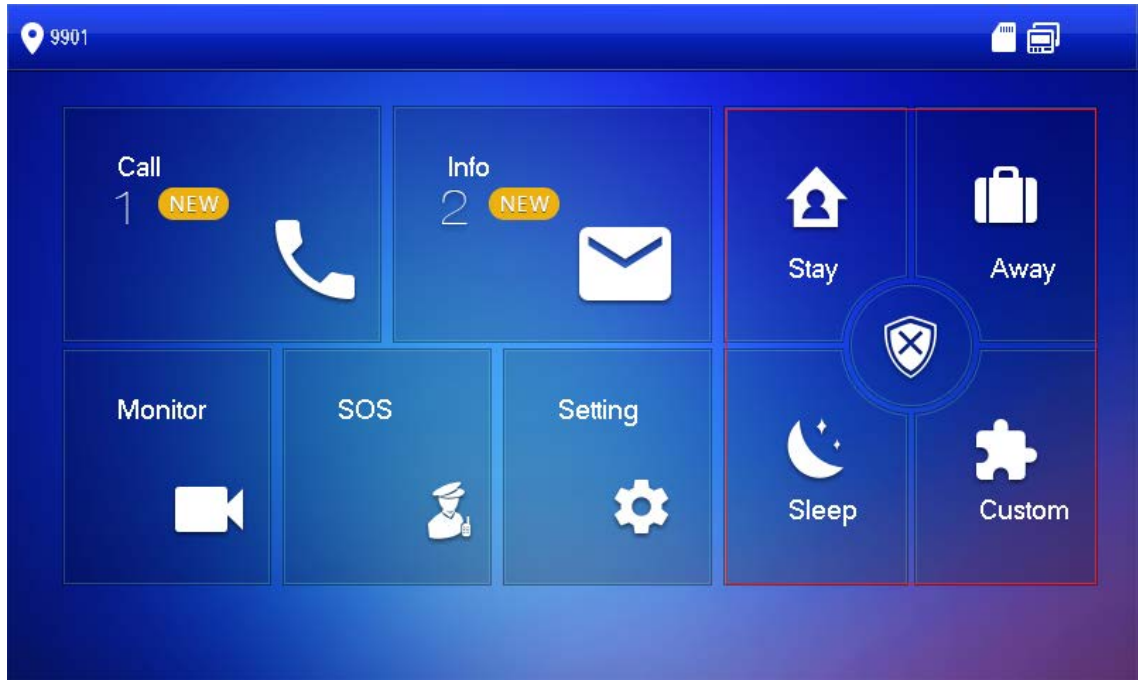 9901
Call
1 NEW
Info
2 NEW
Stay
Away
Monitor
SOS
Setting
Sleep
Custom